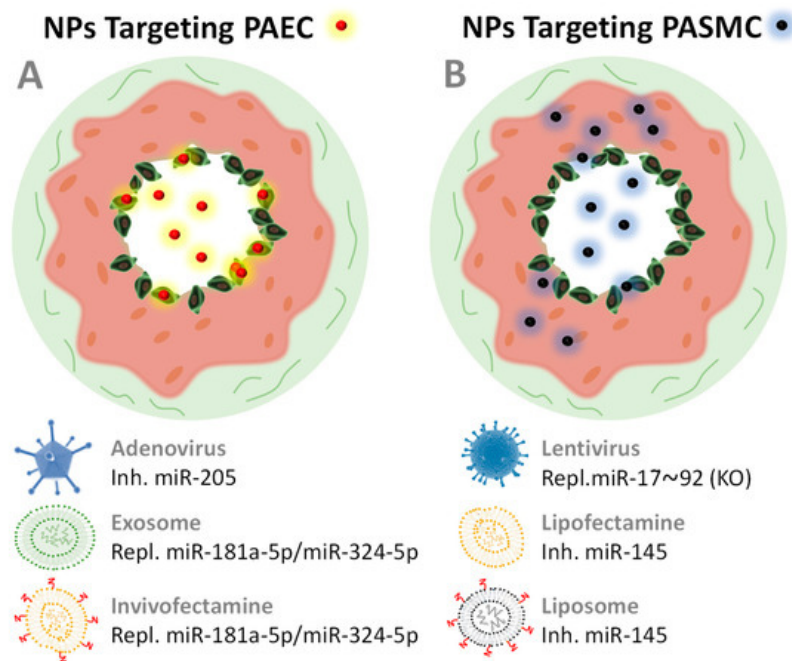 NPs Targeting PAEC
NPs Targeting PASMC
A
B
Adenovirus
Inh. miR-205
Lentivirus
Repl.miR-17~92 (KO)
Exosome
Repl. miR-181a-5p/miR-324-5p
Lipofectamine
Inh. miR-145
Invivofectamine
Repl. miR-181a-5p/miR-324-5p
Liposome
Inh. miR-145